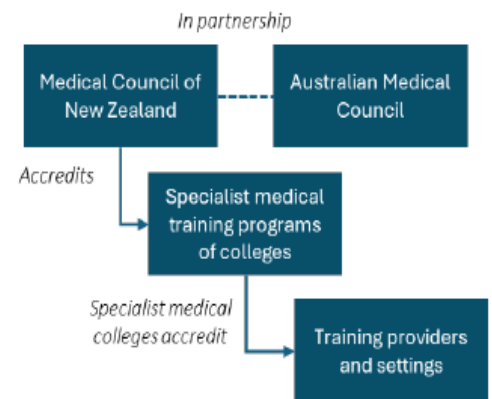 In partnership
Medical Council of
New Zealand
Australian Medical
Council
Accredits
Specialist medical
training programs
of colleges
Specialist medical
colleges accredit
Training providers
and settings